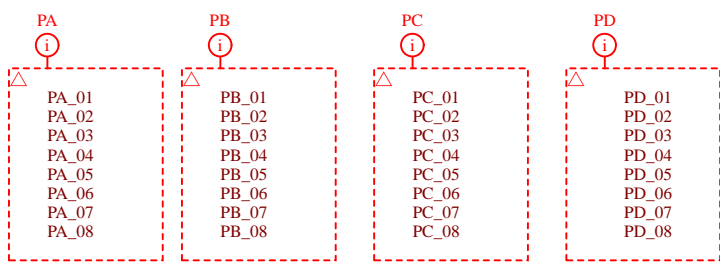 PA
i
PA_01
PA_02
PA_03
PA_04
PA_05
PA_06
PA_07
PA_08
PB
i
PB_01
PB_02
PB_03
PB_04
PB_05
PB_06
PB_07
PB_08
PC
i
PC_01
PC_02
PC_03
PC_04
PC_05
PC_06
PC_07
PC_08
PD
i
PD_01
PD_02
PD_03
PD_04
PD_05
PD_06
PD_07
PD_08